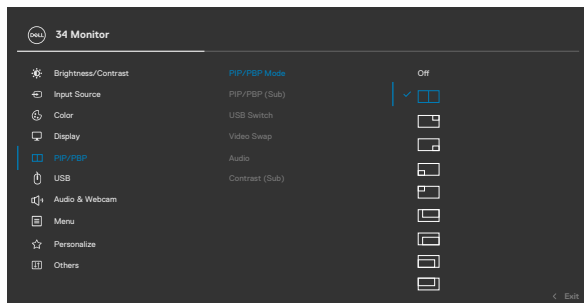 DELL 34 Monitor
Brightness/Contrast PIP/PBP Mode Off
Input Source PIP/PBP (Sub)
Color USB Switch
Display Video Swap
PIP/PBP Audio
USB Contrast (Sub)
Audio & Webcam
Menu
Personalize
Others
Exit